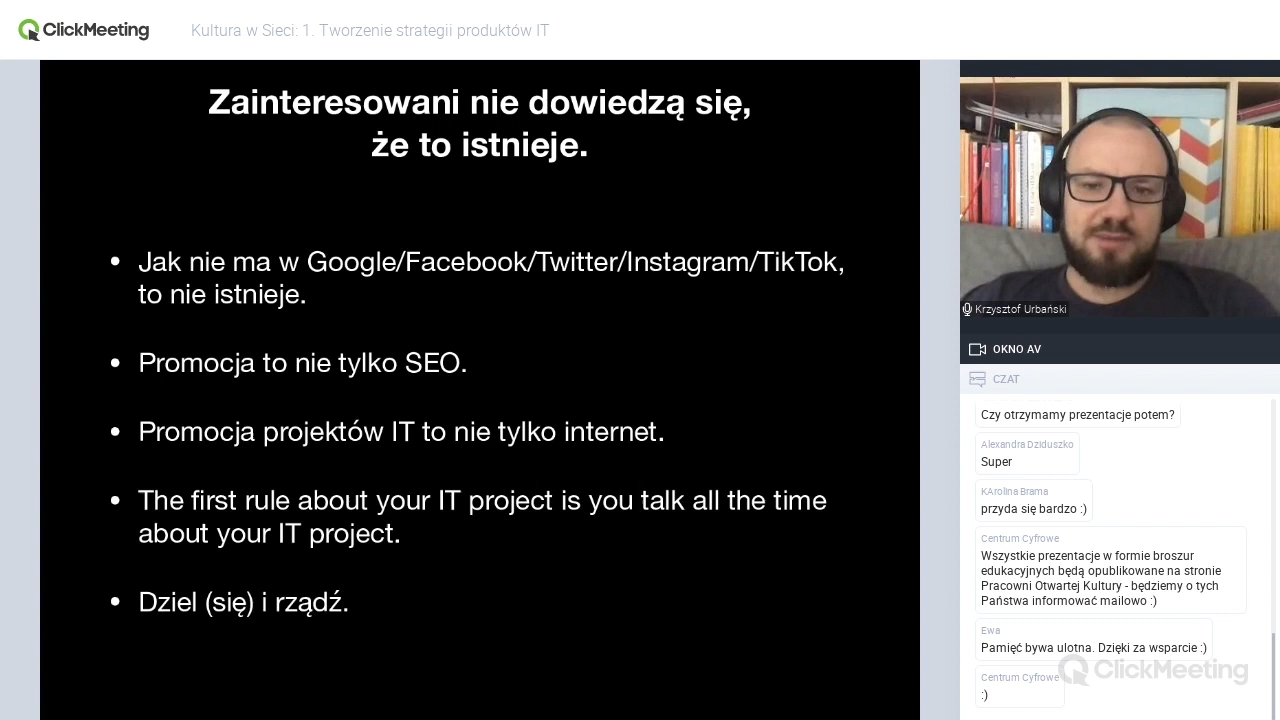 ClickMeeting
Kultura w Sieci: 1. Tworzenie strategii produktów IT
Zainteresowani nie dowiedzą się,
że to istnieje.
• Jak nie ma w Google/Facebook/Twitter/Instagram/TikTok,
to nie istnieje.
• Promocja to nie tylko SEO.
• Promocja projektów IT to nie tylko internet.
• The first rule about your IT project is you talk all the time
about your IT project.
• Dziel (się) i rządź.
Krzysztof Urbański
OKNO AV
CZAT
Czy otrzymamy prezentacje potem?
Alexandra Dziduszko
Super
KArolina Brama
przyda się bardzo :)
Centrum Cyfrowe
Wszystkie prezentacje w formie broszur
edukacyjnych będą opublikowane na stronie
Pracowni Otwartej Kultury - będziemy o tych
Państwa informować mailowo :)
Ewa
Pamięć bywa ulotna. Dzięki za wsparcie :)
Centrum Cyfrowe
:)
ClickMeeting